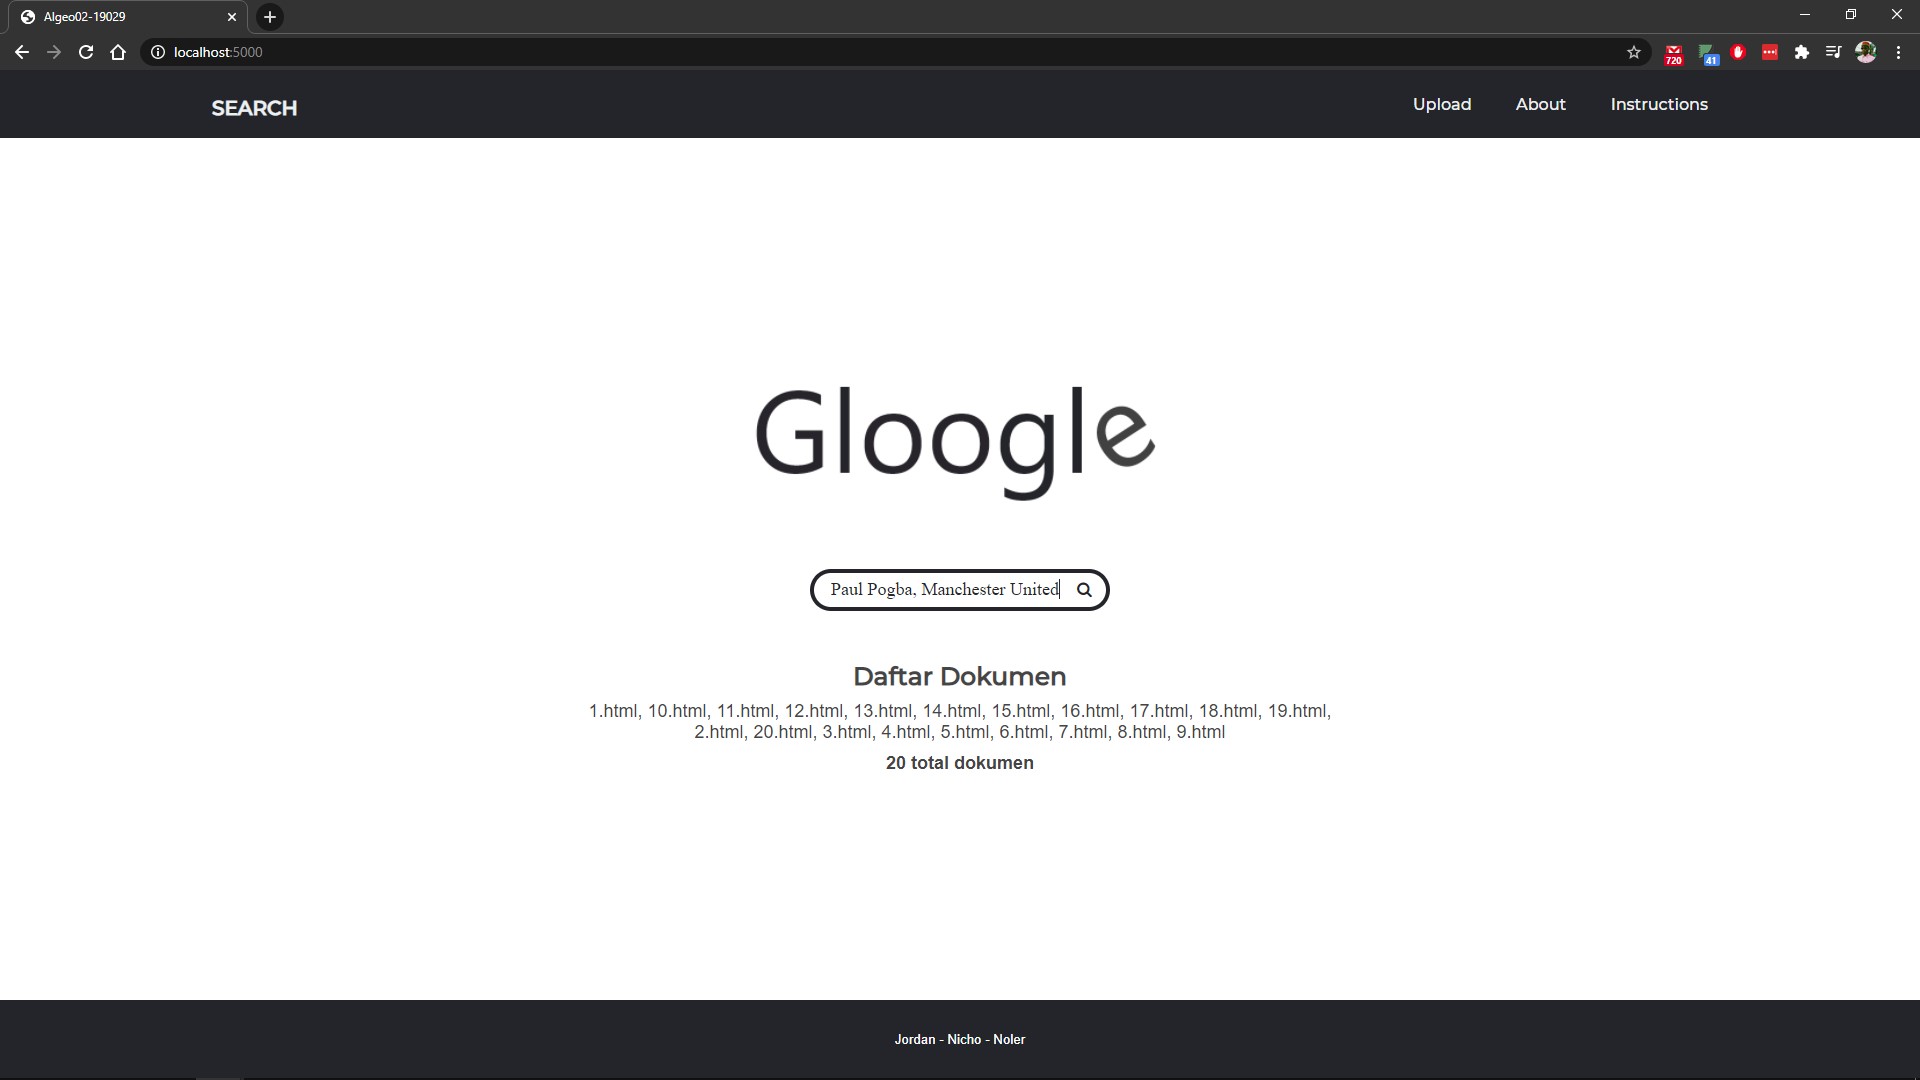 Algeo02-19029
localhost:5000
720
41
SEARCH
Upload About Instructions
Gloogle
Paul Pogba, Manchester United
Daftar Dokumen
1.html, 10.html, 11.html, 12.html, 13.html, 14.html, 15.html, 16.html, 17.html, 18.html, 19.html,
2.html, 20.html, 3.html, 4.html, 5.html, 6.html, 7.html, 8.html, 9.html
20 total dokumen
Jordan - Nicho - Noler